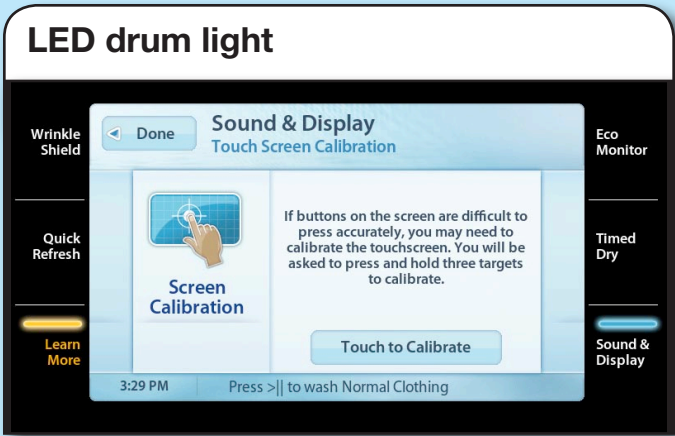 LED drum light
Wrinkle
Shield
Quick
Refresh
Learn
More
Done
Sound & Display
Touch Screen Calibration
Screen
Calibration
If buttons on the screen are difficult to
press accurately, you may need to
calibrate the touchscreen. You will be
asked to press and hold three targets
to calibrate.
Touch to Calibrate
3:29 PM
Press >|| to wash Normal Clothing
Eco
Monitor
Timed
Dry
Sound &
Display